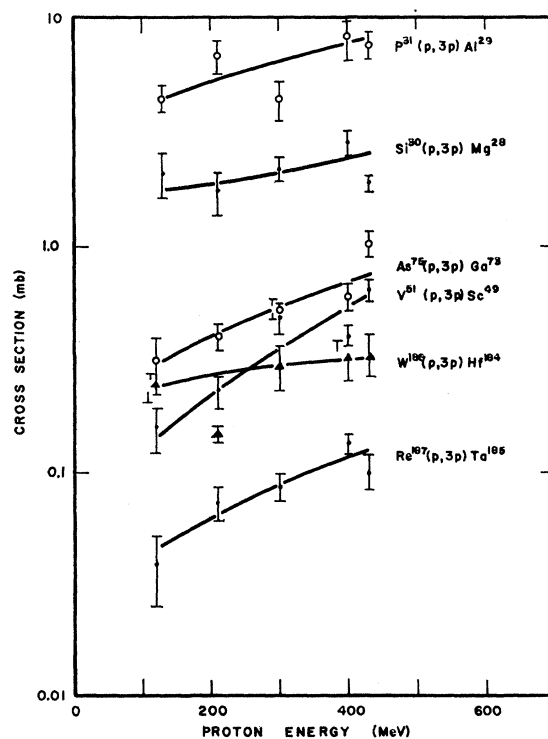 10
P³¹ (p, 3p) Al²⁹
Si³⁰(p, 3p) Mg²⁸
1.0
As⁷⁵(p, 3p) Ga⁷³
V⁵¹ (p, 3p) Sc⁴⁹
W¹⁸⁶(p, 3p) Hf¹⁸⁴
0.1
Re¹⁸⁷(p, 3p) Ta¹⁸⁵
0.01
0 200 400 600
CROSS SECTION (mb)
PROTON ENERGY (MeV)